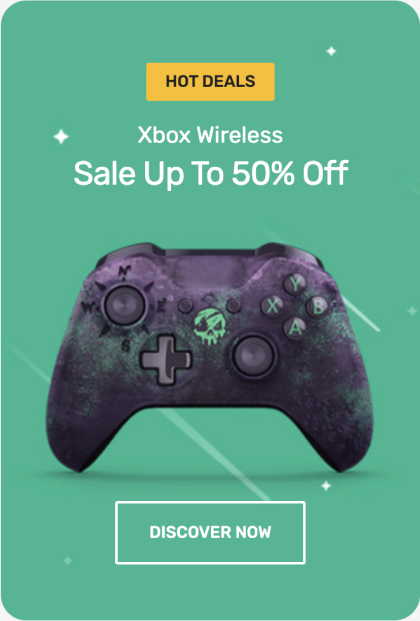 HOT DEALS
Xbox Wireless
Sale Up To 50% Off
N
W
S
Y
X
B
A
DISCOVER NOW